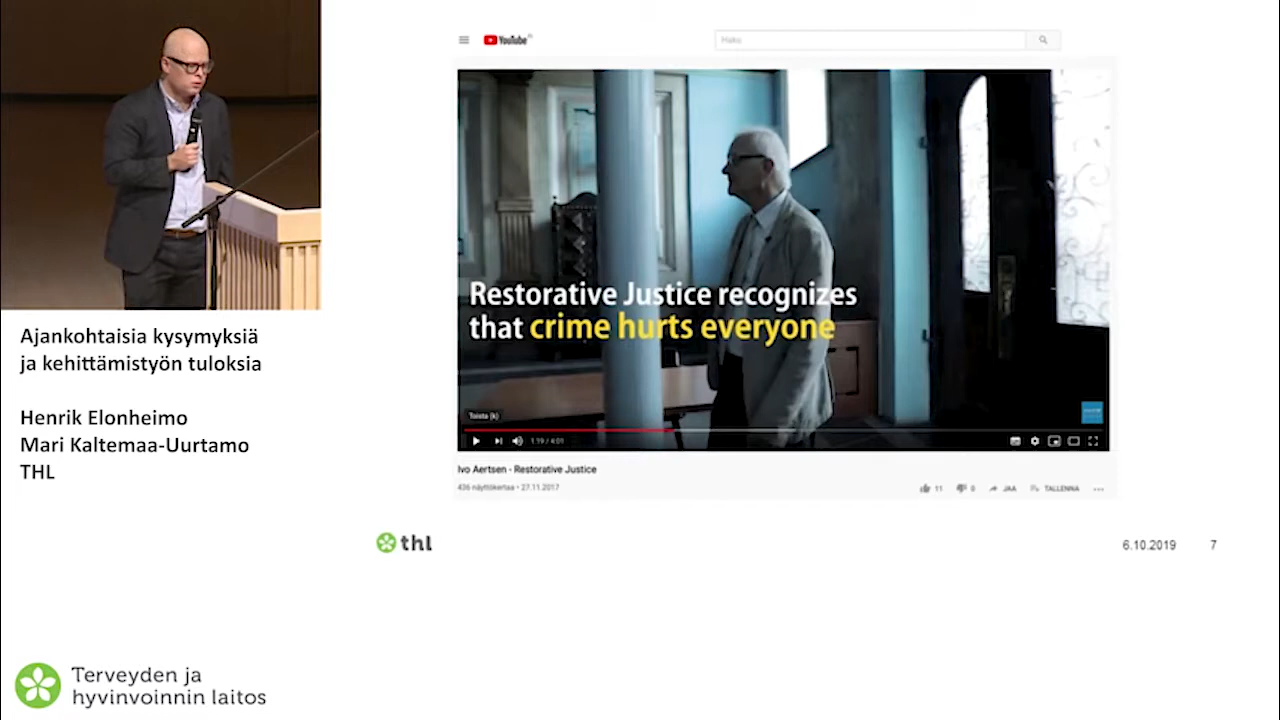 Ajankohtaisia kysymyksiä
ja kehittämistyön tuloksia
Henrik Elonheimo
Mari Kaltemaa-Uurtamo
THL
Terveyden ja
hyvinvoinnin laitos
YouTube
Haku
Restorative Justice recognizes
that crime hurts everyone
Toista (k)
1:19 / 4:01
Ivo Aertsen - Restorative Justice
436 näyttökertaa • 27.11.2017
11
0
JAA
TALLENNA
thl
6.10.2019
7